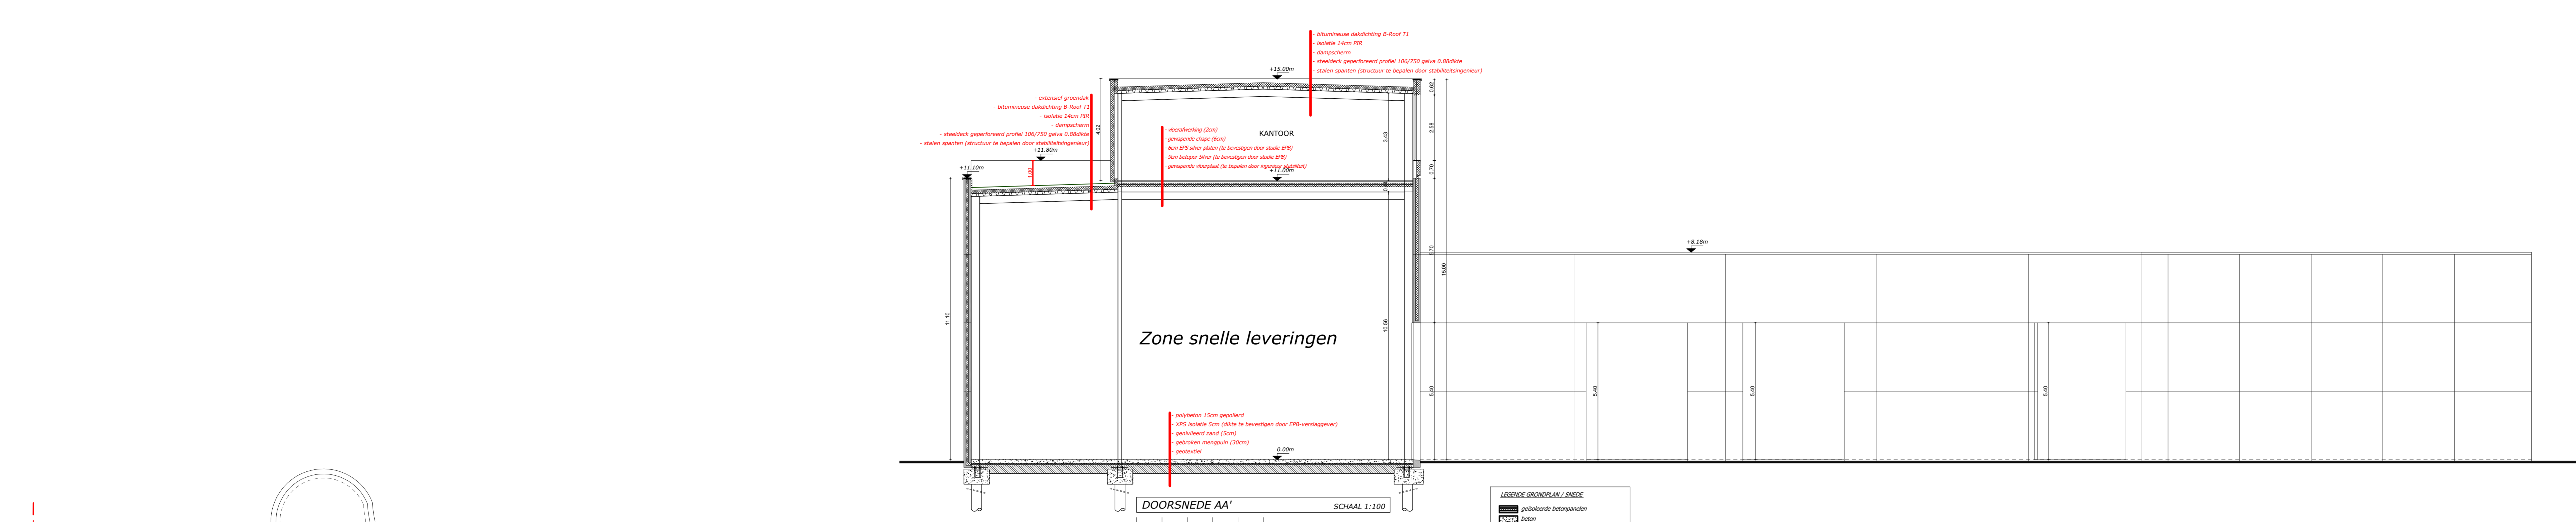 - bitumineuse dakdichting B-Roof T1
- isolatie 14cm PIR
- dampscherm
- steeldeck geperforeerd profiel 106/750 galva 0.88dikte
- stalen spanten (structuur te bepalen door stabiliteitsingenieur)
+15.00m
0.62
- extensief groendak
- bitumineuse dakdichting B-Roof T1
- isolatie 14cm PIR
- dampscherm
- steeldeck geperforeerd profiel 106/750 galva 0.88dikte
- stalen spanten (structuur te bepalen door stabiliteitsingenieur)
4.02
- vloerafwerking (2cm)
- gewapende chape (6cm)
- 6cm EPS silver platen (te bevestigen door studie EPB)
- 9cm betopor Silver (te bevestigen door studie EPB)
- gewapende vloerplaat (te bepalen door ingenieur stabiliteit)
KANTOOR
3.43
2.58
+11.80m
+11.10m
1.00
+11.00m
0.70
+8.18m
5.70
15.00
11.10
10.56
Zone snelle leveringen
5.40
5.40
5.40
5.40
- polybeton 15cm gepolierd
- XPS isolatie 5cm (dikte te bevestigen door EPB-verslaggever)
- genivilleerd zand (5cm)
- gebroken mengpuin (30cm)
- geotextiel
0.00m
DOORSNEDE AA'
SCHAAL 1:100
LEGENDE GRONDPLAN / SNEDE
geïsoleerde betonpanelen
beton